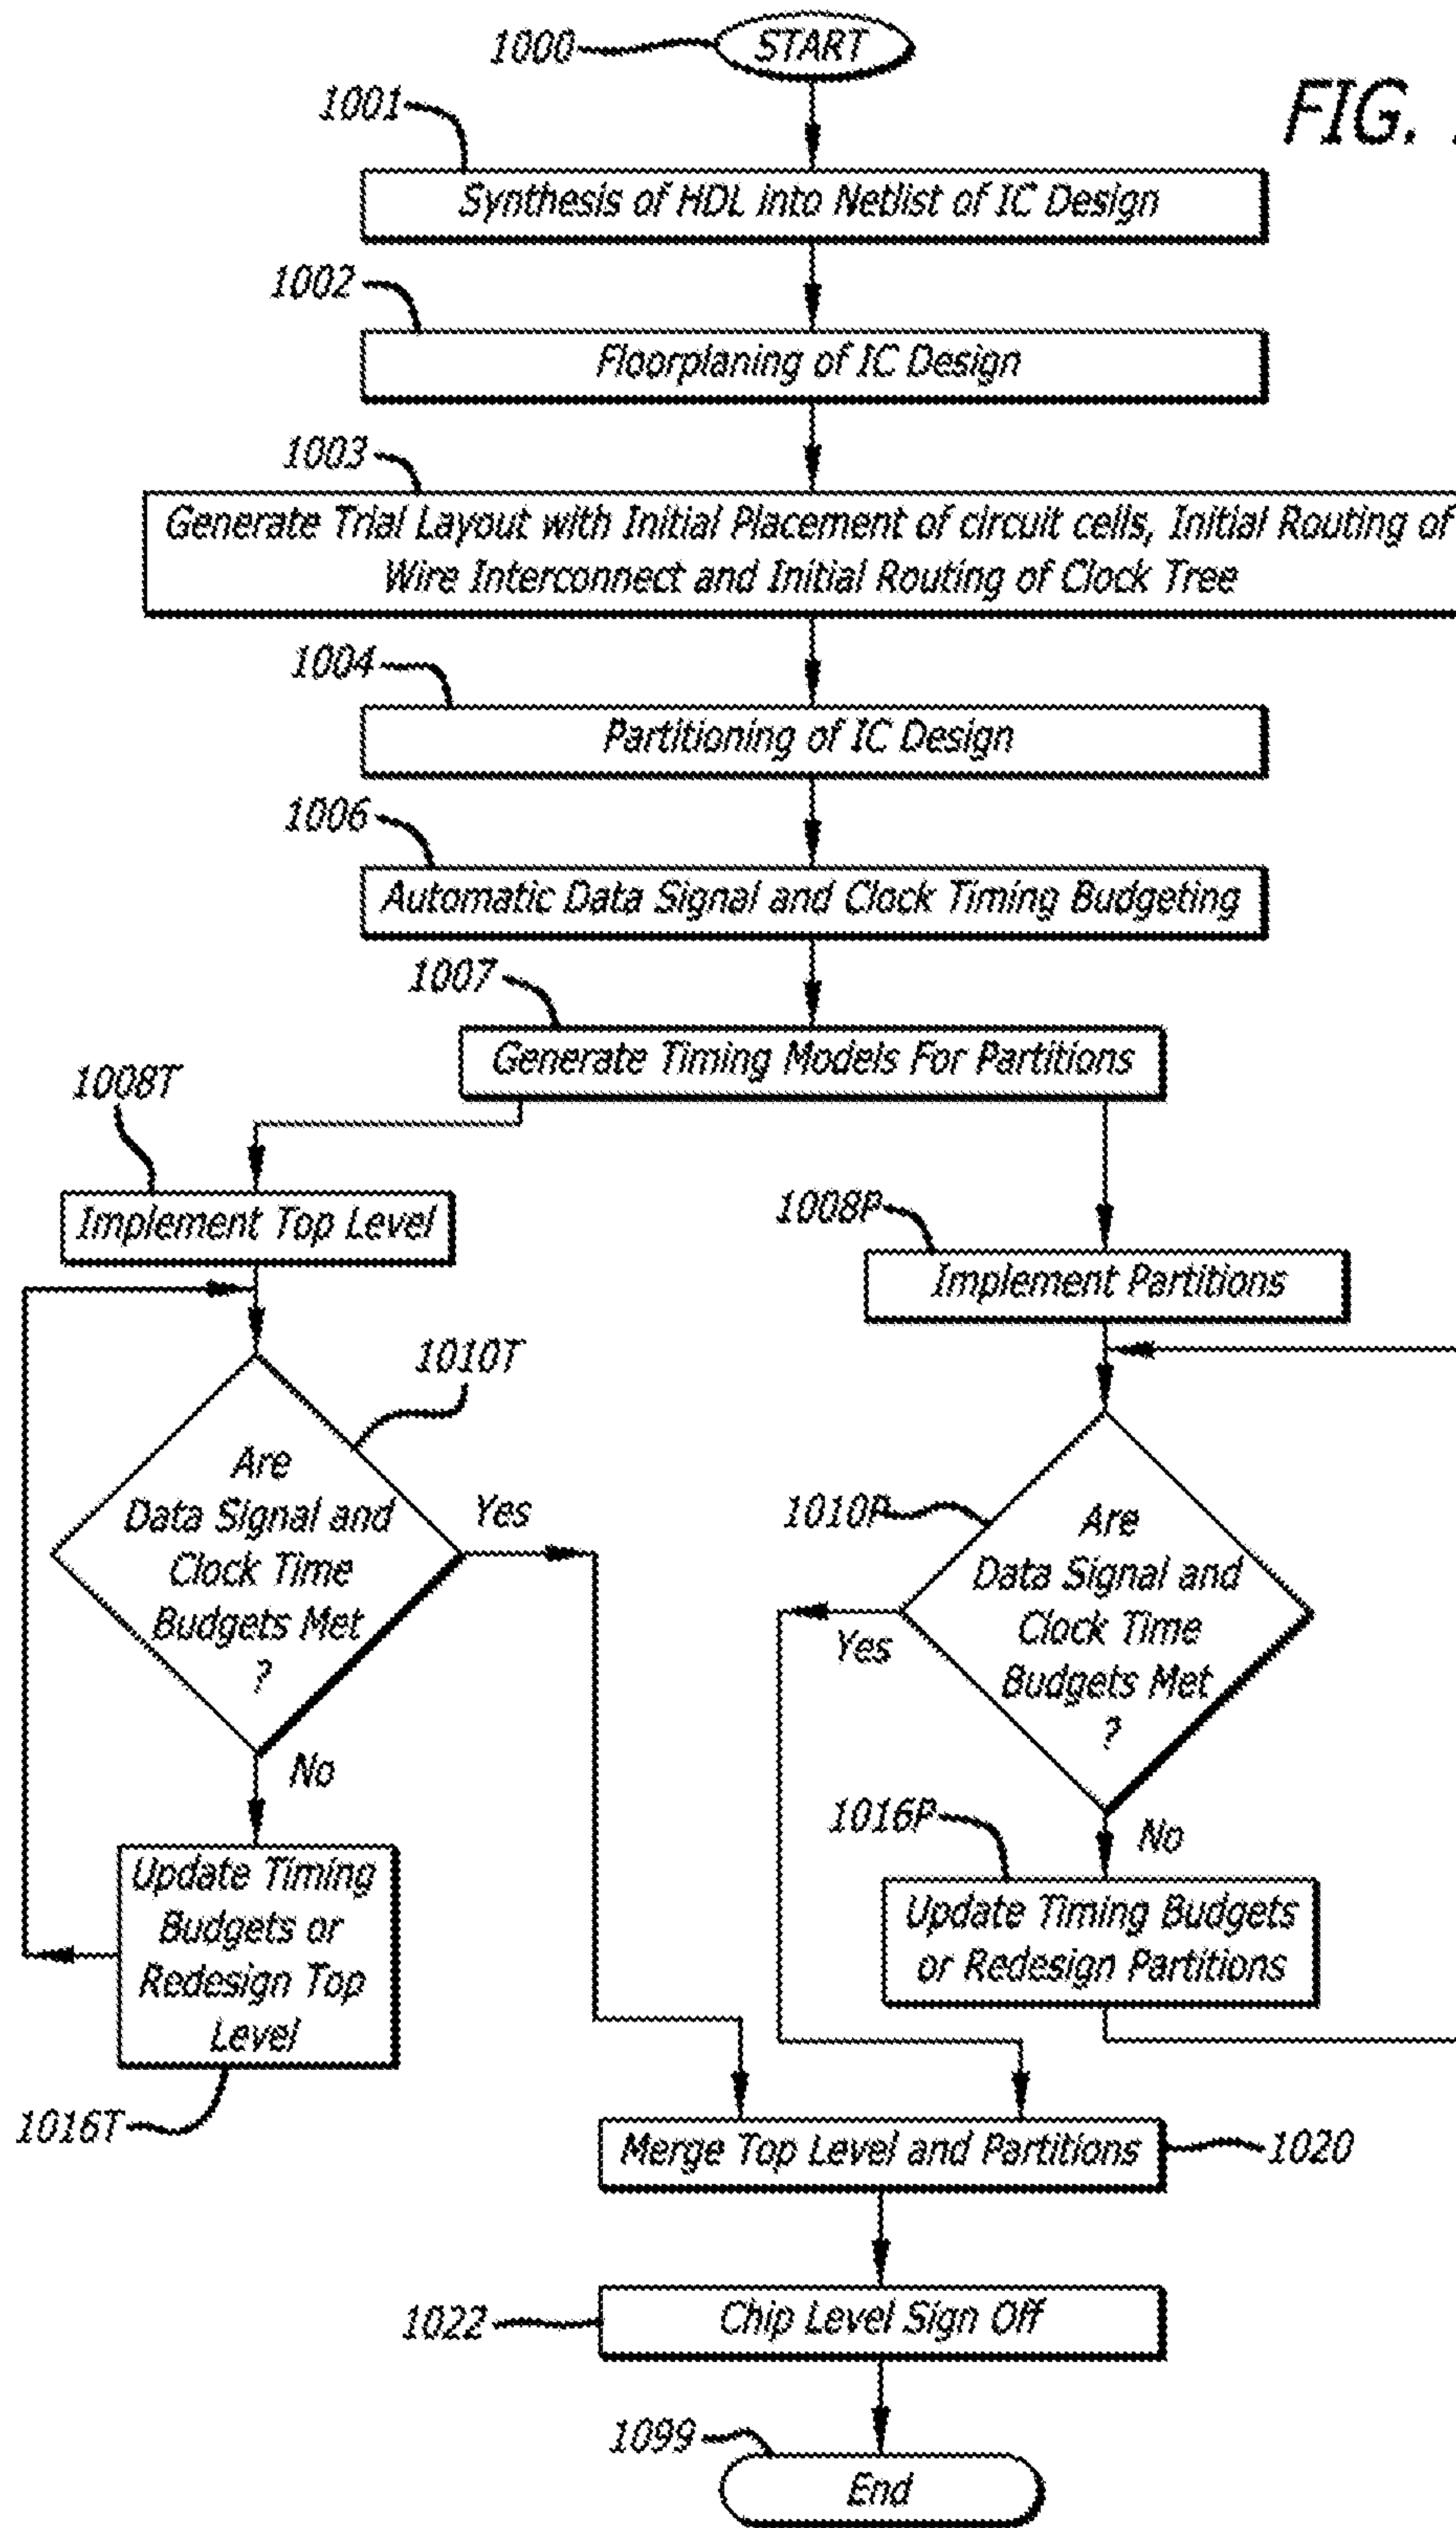 1000
START
FIG.
1001
Synthesis of HDL into Netlist of IC Design
1002
Floorplaning of IC Design
1003
Generate Trial Layout with Initial Placement of circuit cells, Initial Routing of
Wire Interconnect and Initial Routing of Clock Tree
1004
Partitioning of IC Design
1006
Automatic Data Signal and Clock Timing Budgeting
1007
Generate Timing Models For Partitions
1008T
Implement Top Level
1008P
Implement Partitions
1010T
Are
Data Signal and
Clock Time
Budgets Met
?
Yes
No
1010P
Are
Data Signal and
Clock Time
Budgets Met
?
Yes
No
Update Timing
Budgets or
Redesign Top
Level
1016T
1016P
Update Timing Budgets
or Redesign Partitions
Merge Top Level and Partitions
1020
1022
Chip Level Sign Off
1099
End